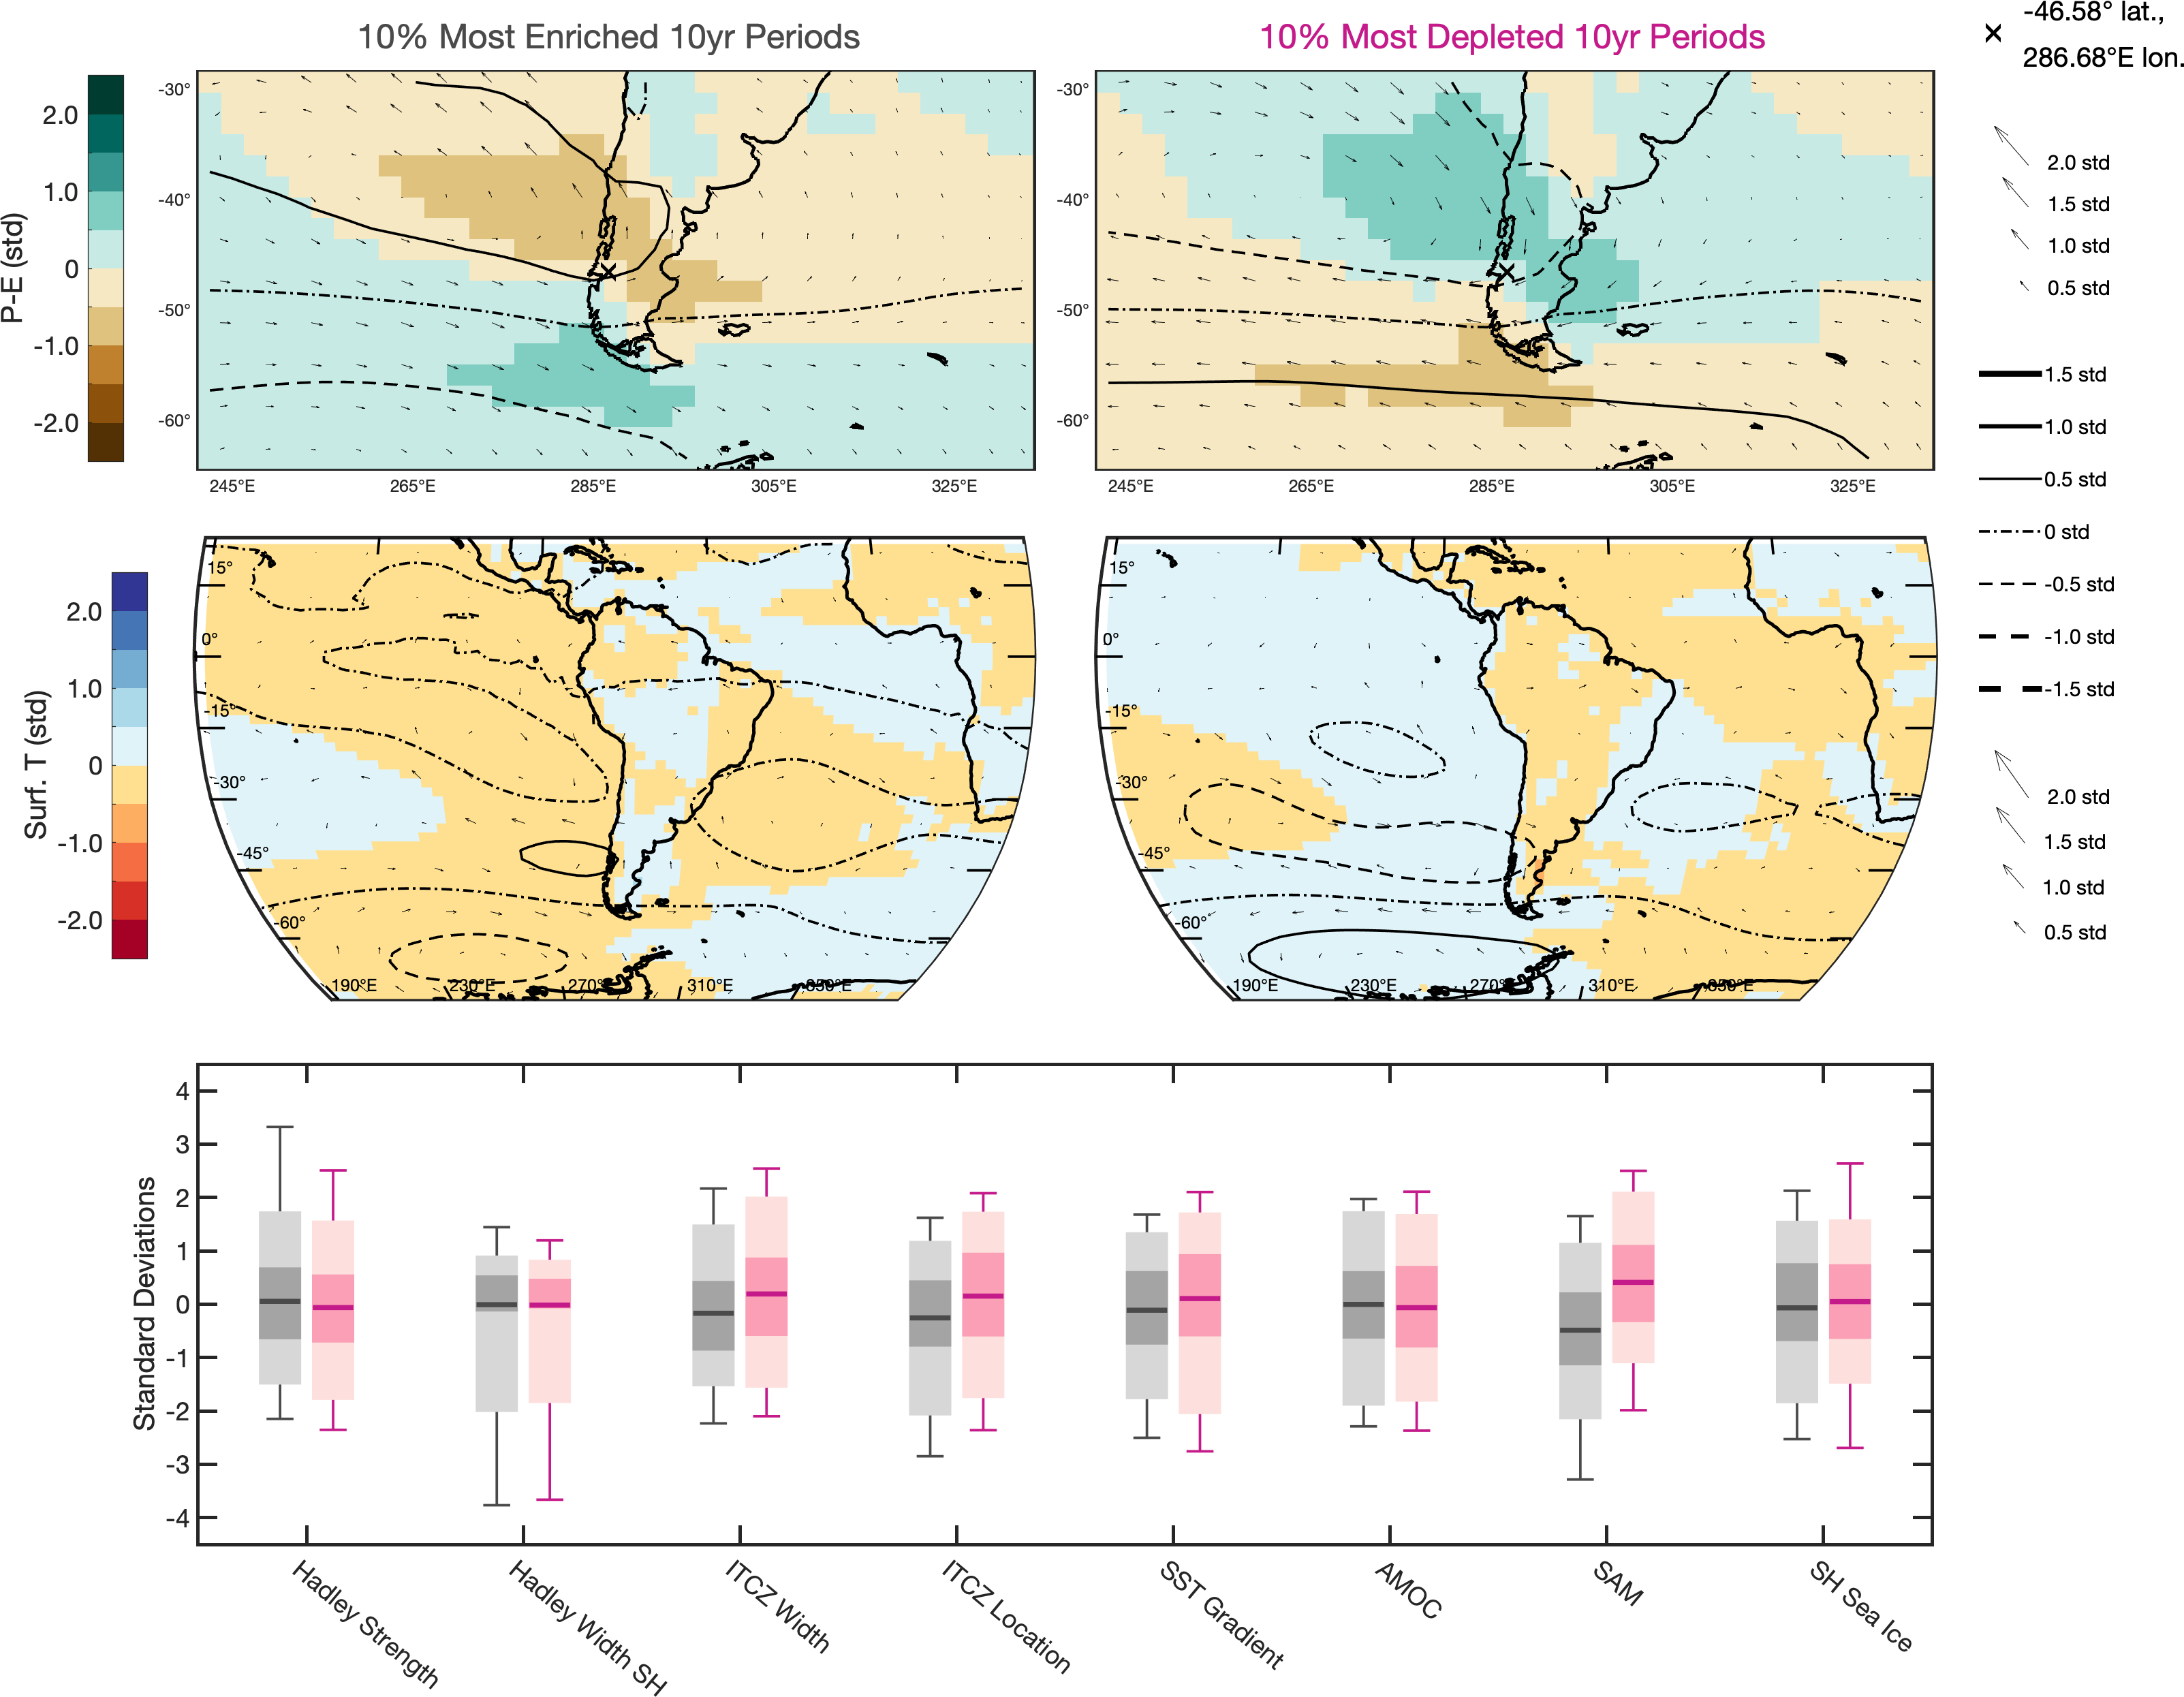 10% Most Enriched 10yr Periods
10% Most Depleted 10yr Periods
-46.58° lat.,
286.68°E lon.
P-E (std)
2.0
1.0
0
-1.0
-2.0
-30°
-40°
-50°
-60°
245°E
265°E
285°E
305°E
325°E
-30°
-40°
-50°
-60°
245°E
265°E
285°E
305°E
325°E
2.0 std
1.5 std
1.0 std
0.5 std
1.5 std
1.0 std
0.5 std
0 std
-0.5 std
-1.0 std
-1.5 std
Surf. T (std)
2.0
1.0
0
-1.0
-2.0
15°
0°
-15°
-30°
-45°
-60°
190°E
230°E
270°
310°E
350°E
15°
0°
-15°
-30°
-45°
-60°
190°E
230°E
270°
310°E
350°E
2.0 std
1.5 std
1.0 std
0.5 std
Standard Deviations
4
3
2
1
0
-1
-2
-3
-4
Hadley Strength
Hadley Width SH
ITCZ Width
ITCZ Location
SST Gradient
AMOC
SAM
SH Sea Ice